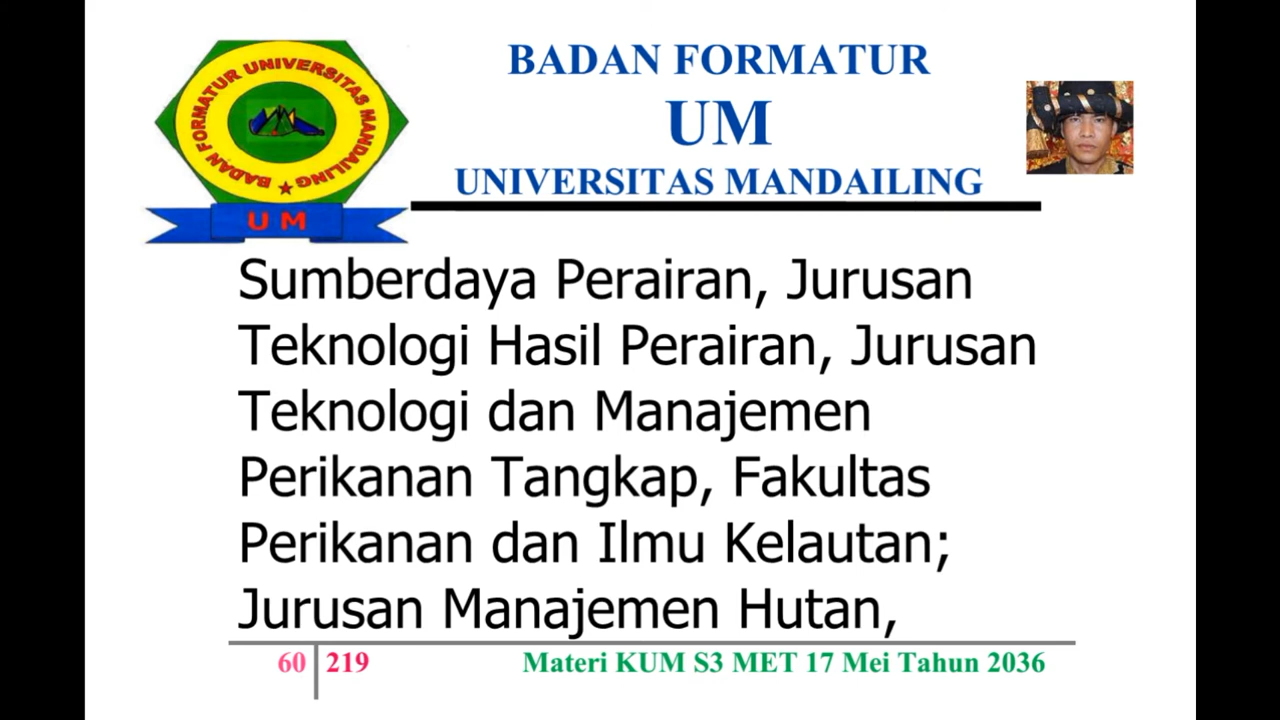 BADAN FORMATUR UNIVERSITAS MANDAILING
U M
BADAN FORMATUR
UM
UNIVERSITAS MANDAILING
Sumberdaya Perairan, Jurusan
Teknologi Hasil Perairan, Jurusan
Teknologi dan Manajemen
Perikanan Tangkap, Fakultas
Perikanan dan Ilmu Kelautan;
Jurusan Manajemen Hutan,
60 219 Materi KUM S3 MET 17 Mei Tahun 2036